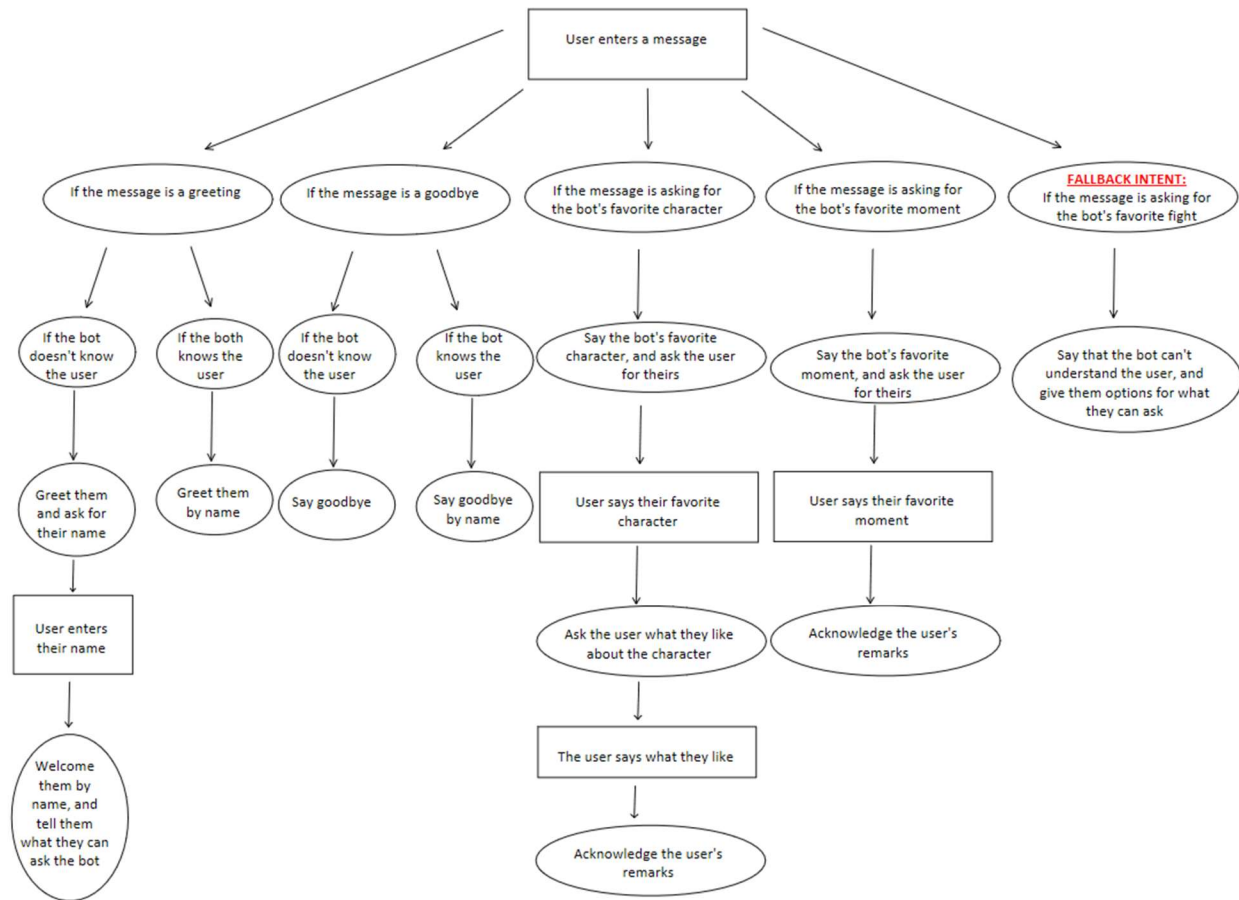 User enters a message
If the message is a greeting
If the message is a goodbye
If the message is asking for
the bot's favorite character
If the message is asking for
the bot's favorite moment
FALLBACK INTENT:
If the message is asking for
the bot's favorite fight
If the bot
doesn't know
the user
If the both
knows the
user
If the bot
doesn't know
the user
If the bot
knows the
user
Say the bot's favorite
character, and ask the user
for theirs
Say the bot's favorite
moment, and ask the user
for theirs
Say that the bot can't
understand the user, and
give them options for what
they can ask
Greet them
and ask for
their name
Greet them
by name
Say goodbye
Say goodbye
by name
User says their favorite
character
User says their favorite
moment
User enters
their name
Ask the user what they like
about the character
Acknowledge the user's
remarks
Welcome
them by
name, and
tell them
what they can
ask the bot
The user says what they like
Acknowledge the user's
remarks